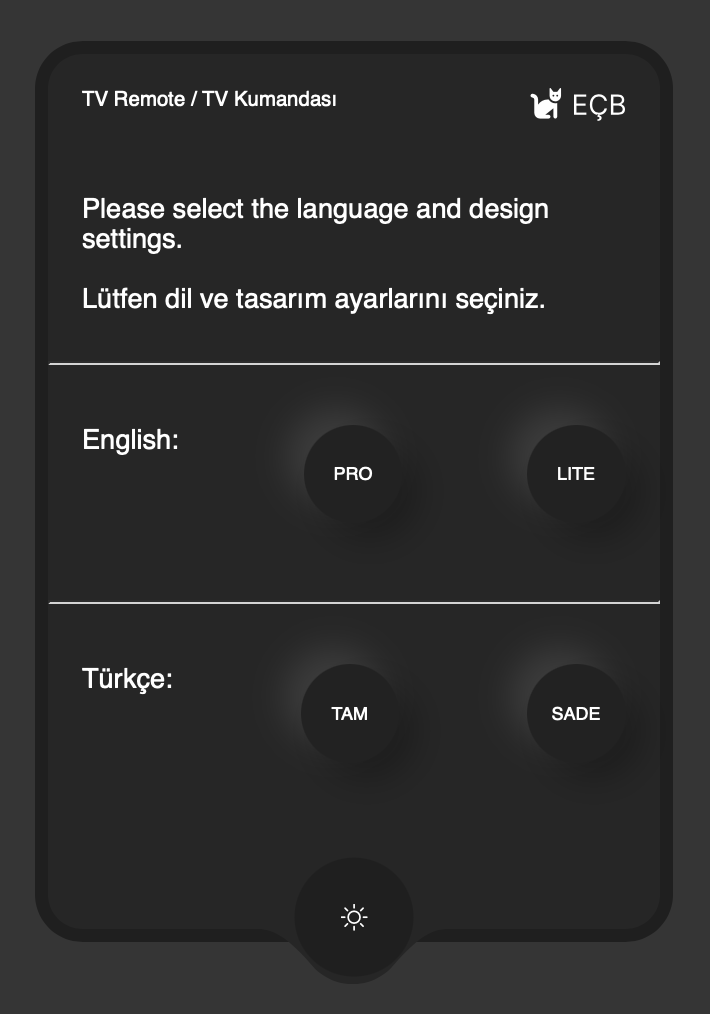 TV Remote / TV Kumandası
EÇB
Please select the language and design
settings.
Lütfen dil ve tasarım ayarlarını seçiniz.
English:
PRO
LITE
Türkçe:
TAM
SADE